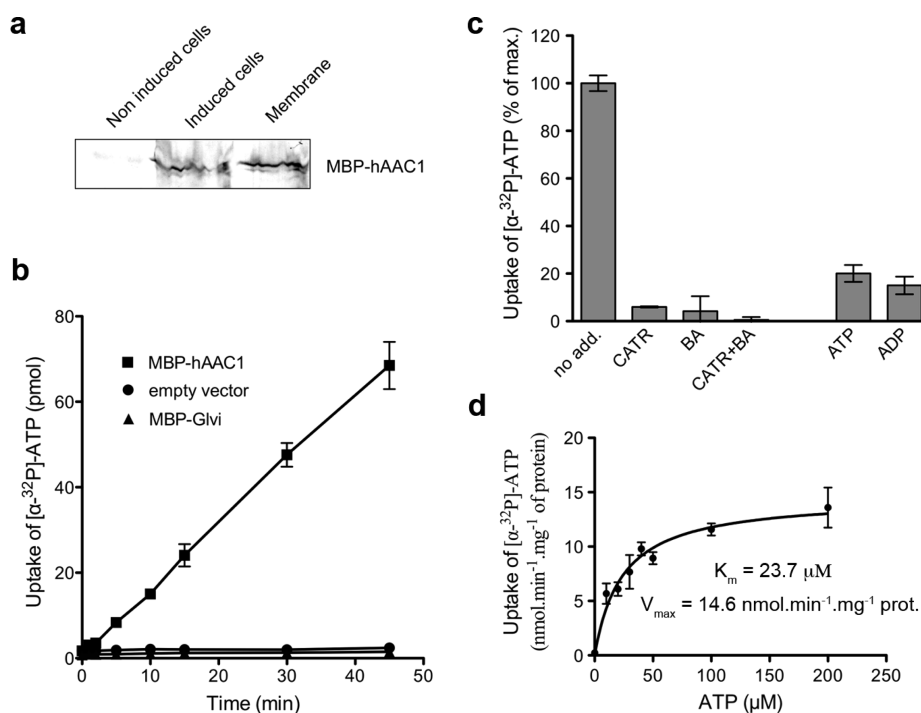 a
Non induced cells
Induced cells
Membrane
MBP-hAAC1
b
Uptake of [α-³²P]-ATP (pmol)
80
60
40
20
0
MBP-hAAC1
empty vector
MBP-Glvi
0 10 20 30 40 50
Time (min)
c
Uptake of [α-³²P]-ATP (% of max.)
120
100
80
60
40
20
0
no add.
CATR
BA
CATR+BA
ATP
ADP
d
Uptake of [α-³²P]-ATP
(nmol.min⁻¹.mg⁻¹ of protein)
20
15
10
5
0
Kₘ = 23.7 µM
Vmax = 14.6 nmol.min⁻¹.mg⁻¹ prot.
0 50 100 150 200 250
ATP (µM)